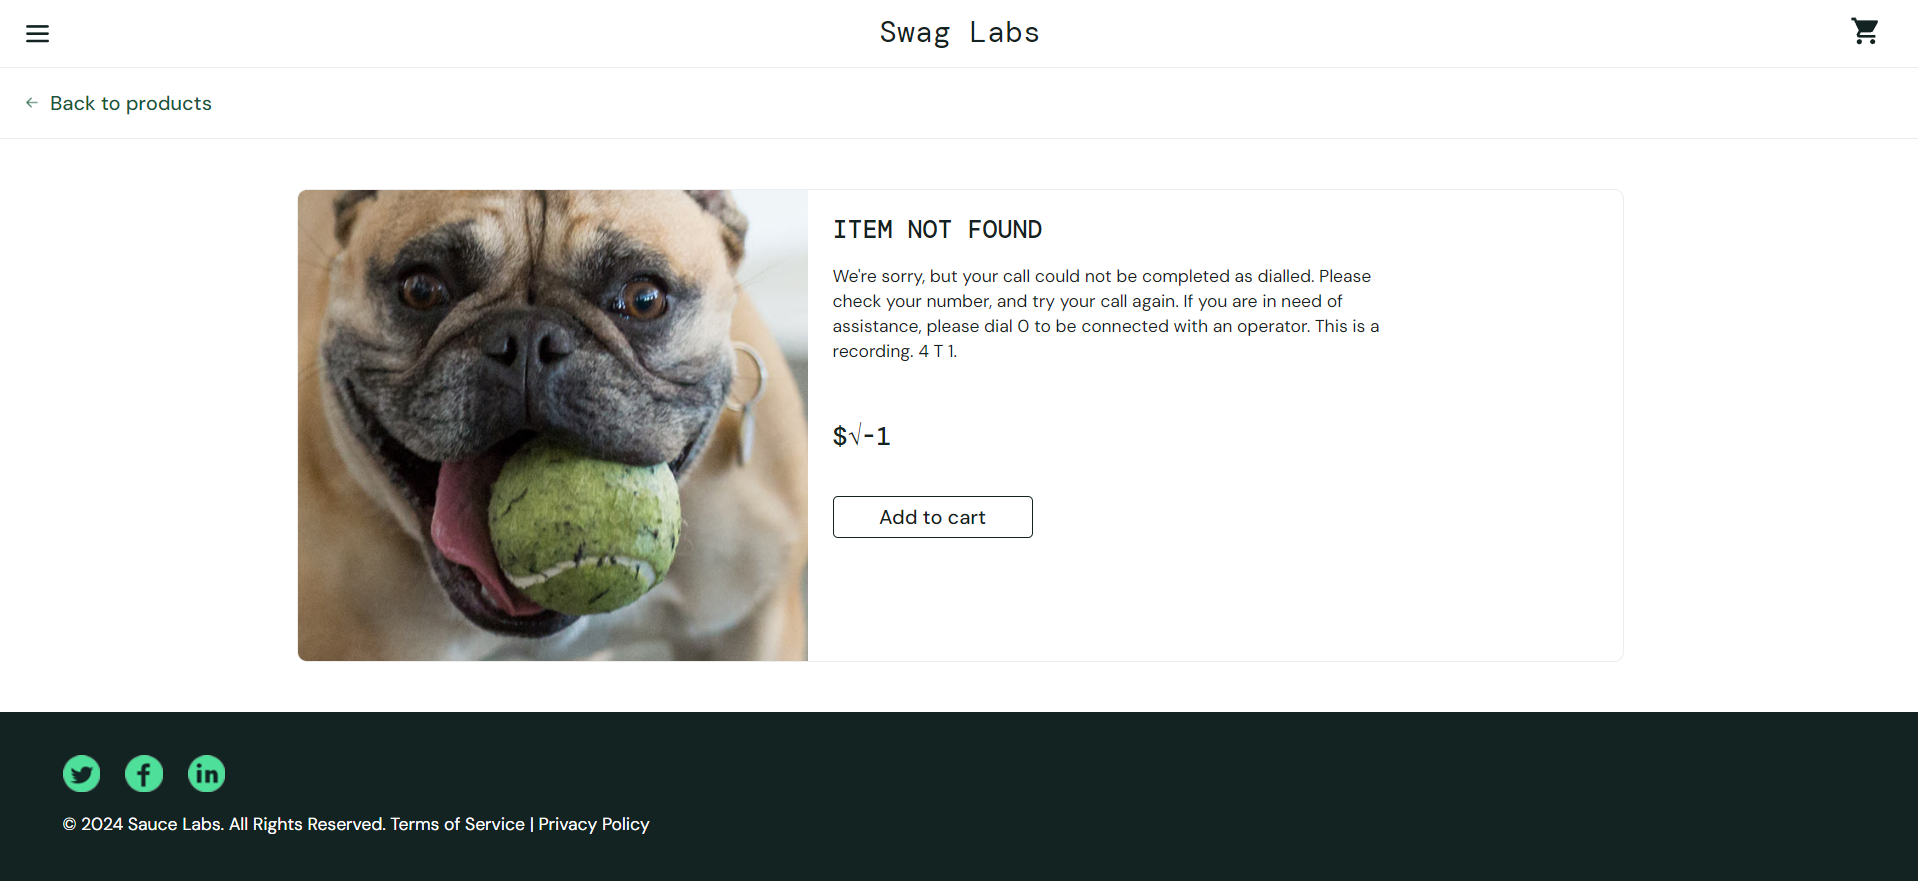 Swag Labs
Back to products
ITEM NOT FOUND
We're sorry, but your call could not be completed as dialled. Please
check your number, and try your call again. If you are in need of
assistance, please dial 0 to be connected with an operator. This is a
recording. 4 T 1.
$√-1
Add to cart
© 2024 Sauce Labs. All Rights Reserved. Terms of Service | Privacy Policy